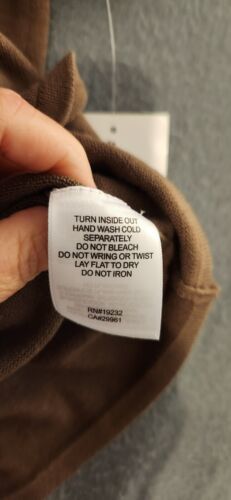 TURN INSIDE OUT
HAND WASH COLD
SEPARATELY
DO NOT BLEACH
DO NOT WRING OR TWIST
LAY FLAT TO DRY
DO NOT IRON
RN#19232
CA#29961